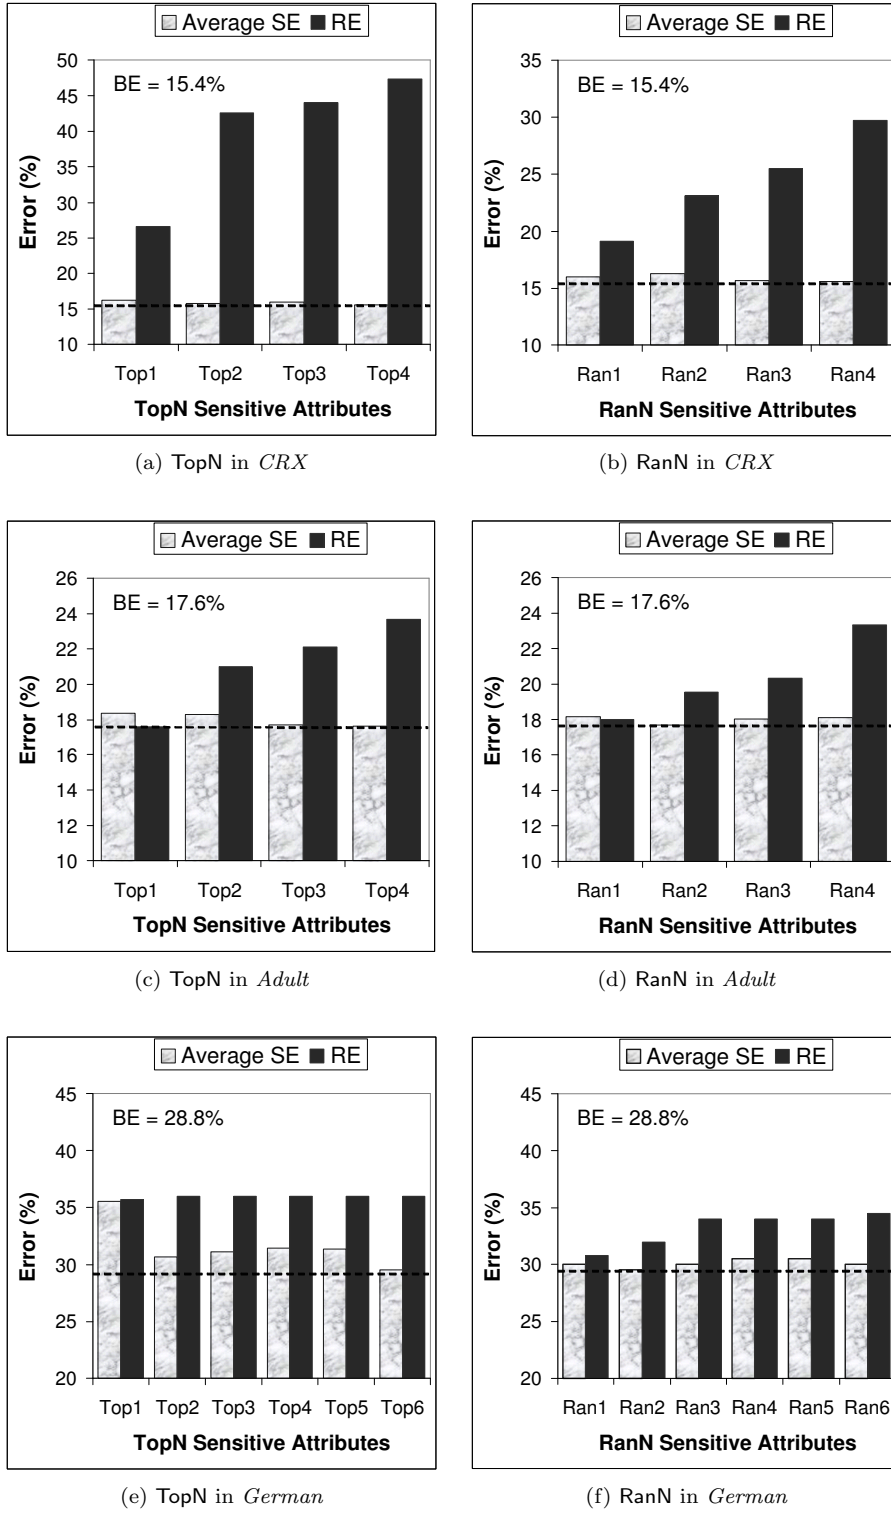 Average SE RE
50
45
40
35
30
25
20
15
10
BE = 15.4%
Error (%)
Top1 Top2 Top3 Top4
TopN Sensitive Attributes
(a) TopN in CRX
Average SE RE
35
30
25
20
15
10
BE = 15.4%
Error (%)
Ran1 Ran2 Ran3 Ran4
RanN Sensitive Attributes
(b) RanN in CRX
Average SE RE
26
24
22
20
18
16
14
12
10
BE = 17.6%
Error (%)
Top1 Top2 Top3 Top4
TopN Sensitive Attributes
(c) TopN in Adult
Average SE RE
26
24
22
20
18
16
14
12
10
BE = 17.6%
Error (%)
Ran1 Ran2 Ran3 Ran4
RanN Sensitive Attributes
(d) RanN in Adult
Average SE RE
45
40
35
30
25
20
BE = 28.8%
Error (%)
Top1 Top2 Top3 Top4 Top5 Top6
TopN Sensitive Attributes
(e) TopN in German
Average SE RE
45
40
35
30
25
20
BE = 28.8%
Error (%)
Ran1 Ran2 Ran3 Ran4 Ran5 Ran6
RanN Sensitive Attributes
(f) RanN in German